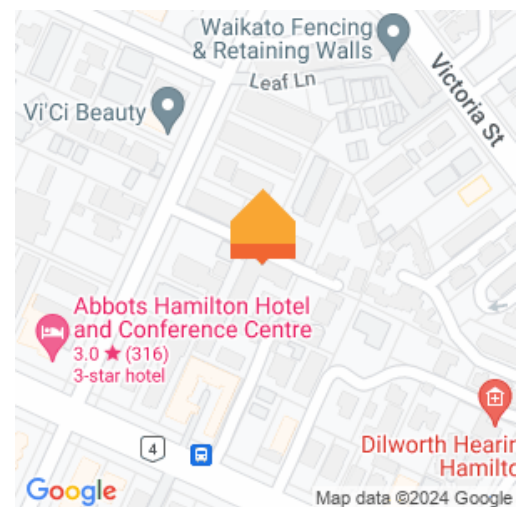 Waikato Fencing
& Retaining Walls
Leaf Ln
Victoria St
Vi'Ci Beauty
Abbots Hamilton Hotel
and Conference Centre
3.0 ★ (316)
3-star hotel
4
Dilworth Hearin
Hamilto
Google
Map data ©2024 Google